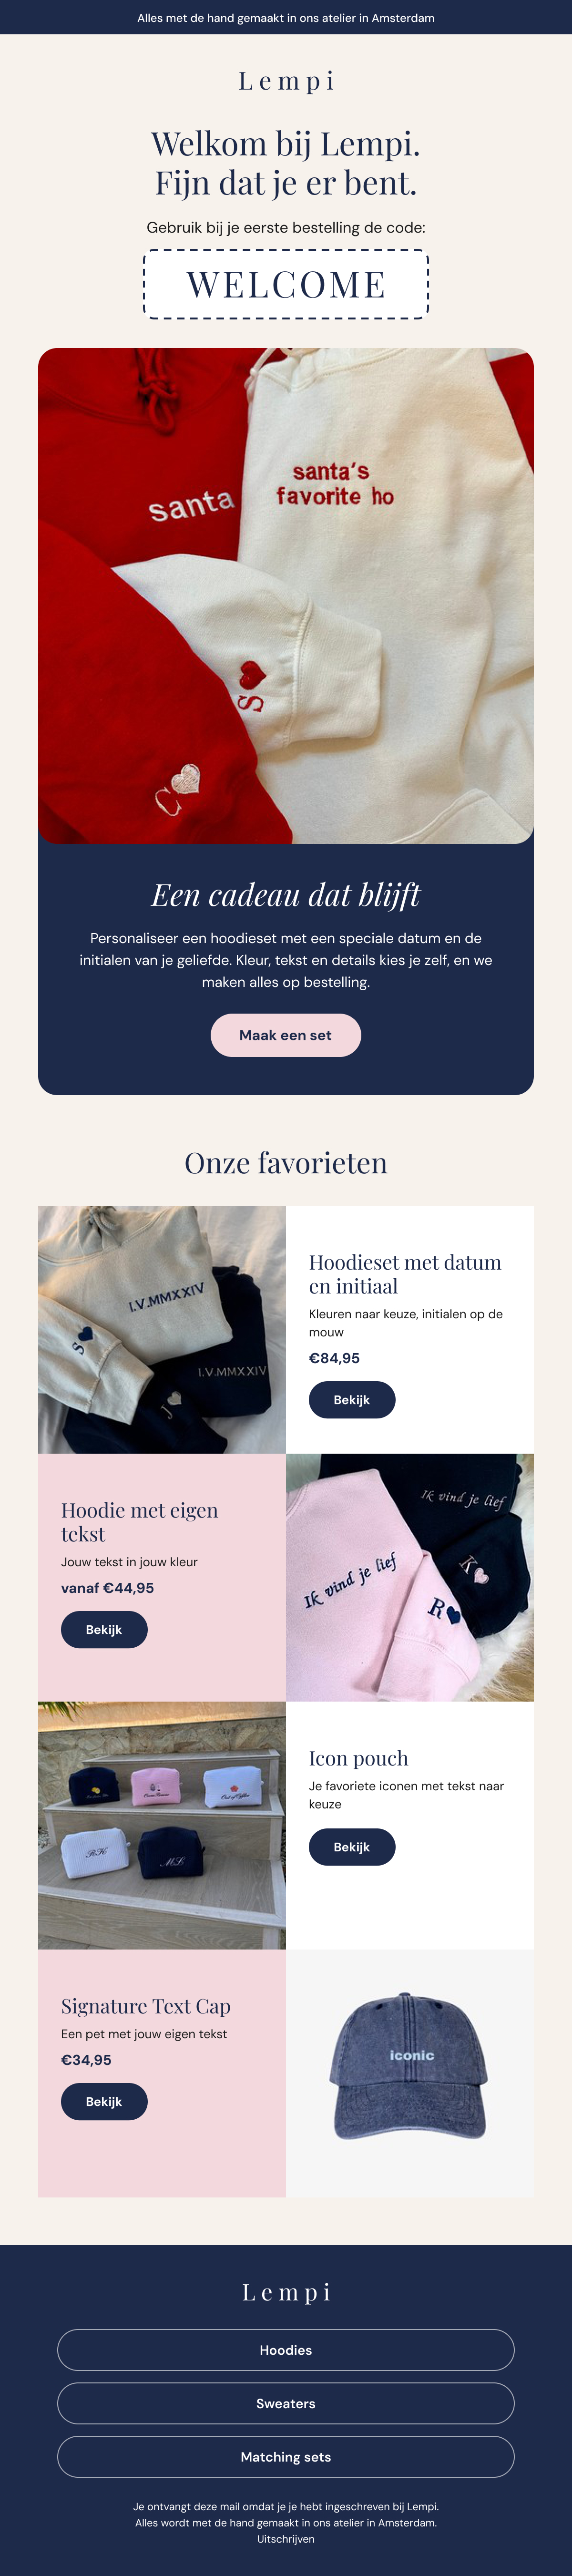 Alles met de hand gemaakt in ons atelier in Amsterdam
Lempi
Welkom bij Lempi.
Fijn dat je er bent.
Gebruik bij je eerste bestelling de code:
WELCOME
santa
santa's
favorite ho
S
C
Een cadeau dat blijft
Personaliseer een hoodieset met een speciale datum en de
initialen van je geliefde. Kleur, tekst en details kies je zelf, en we
maken alles op bestelling.
Maak een set
Onze favorieten
I.V.MMXXIV
S
I.V.MMXXIV
J
Hoodieset met datum
en initiaal
Kleuren naar keuze, initialen op de
mouw
€84,95
Bekijk
Hoodie met eigen
tekst
Jouw tekst in jouw kleur
vanaf €44,95
Bekijk
Ik vind je lief
Ik vind je lief
K
R
RK
ML
Icon pouch
Je favoriete iconen met tekst naar
keuze
Bekijk
Signature Text Cap
Een pet met jouw eigen tekst
€34,95
Bekijk
iconic
Lempi
Hoodies
Sweaters
Matching sets
Je ontvangt deze mail omdat je je hebt ingeschreven bij Lempi.
Alles wordt met de hand gemaakt in ons atelier in Amsterdam.
Uitschrijven